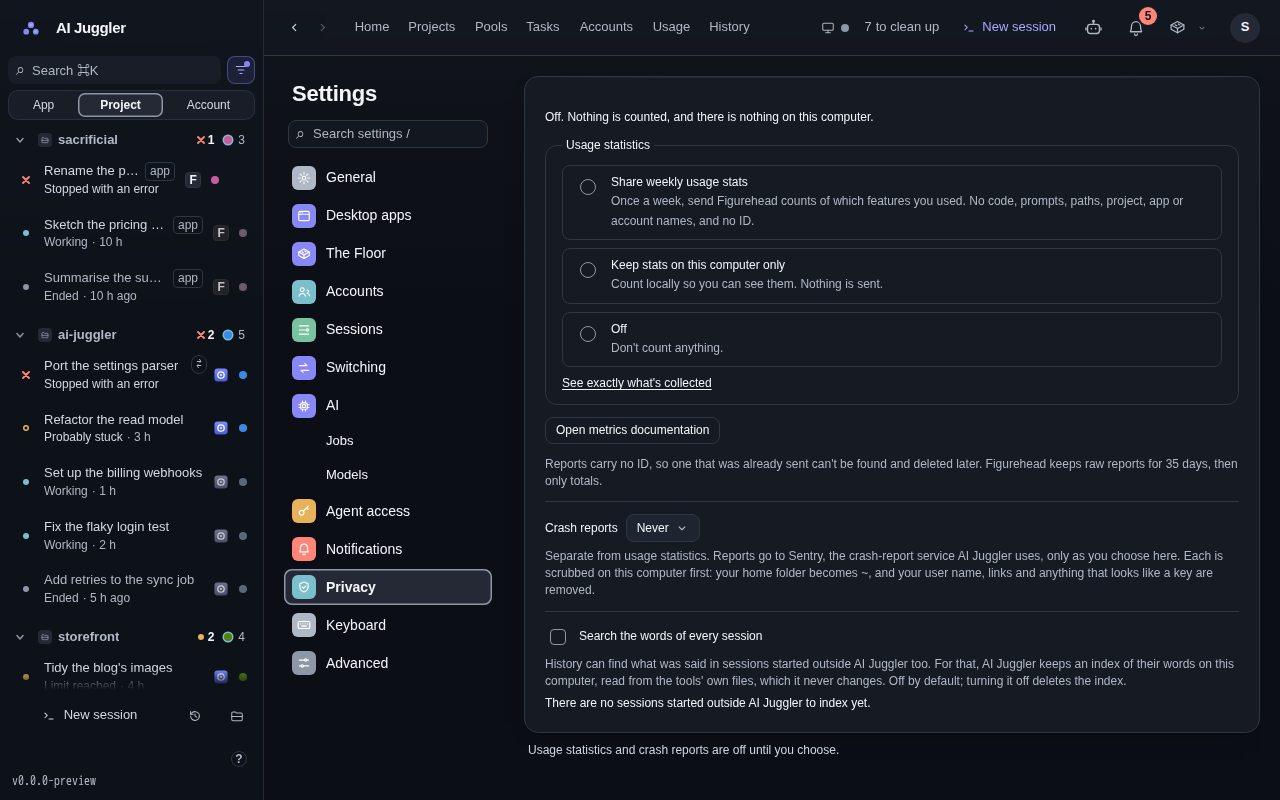 AI Juggler
Search ⌘K
App
Project
Account
sacrificial
1
3
Rename the p… app
Stopped with an error
F
Sketch the pricing … app
Working · 10 h
F
Summarise the su… app
Ended · 10 h ago
F
ai-juggler
2
5
Port the settings parser
Stopped with an error
Refactor the read model
Probably stuck · 3 h
Set up the billing webhooks
Working · 1 h
Fix the flaky login test
Working · 2 h
Add retries to the sync job
Ended · 5 h ago
storefront
2
4
Tidy the blog's images
Limit reached · 4 h
New session
?
v0.0.0-preview
Home
Projects
Pools
Tasks
Accounts
Usage
History
7 to clean up
New session
5
S
Settings
Search settings /
General
Desktop apps
The Floor
Accounts
Sessions
Switching
AI
Jobs
Models
Agent access
Notifications
Privacy
Keyboard
Advanced
Off. Nothing is counted, and there is nothing on this computer.
Usage statistics
Share weekly usage stats
Once a week, send Figurehead counts of which features you used. No code, prompts, paths, project, app or
account names, and no ID.
Keep stats on this computer only
Count locally so you can see them. Nothing is sent.
Off
Don't count anything.
See exactly what's collected
Open metrics documentation
Reports carry no ID, so one that was already sent can't be found and deleted later. Figurehead keeps raw reports for 35 days, then
only totals.
Crash reports
Never
Separate from usage statistics. Reports go to Sentry, the crash-report service AI Juggler uses, only as you choose here. Each is
scrubbed on this computer first: your home folder becomes ~, and your user name, links and anything that looks like a key are
removed.
Search the words of every session
History can find what was said in sessions started outside AI Juggler too. For that, AI Juggler keeps an index of their words on this
computer, read from the tools' own files, which it never changes. Off by default; turning it off deletes the index.
There are no sessions started outside AI Juggler to index yet.
Usage statistics and crash reports are off until you choose.